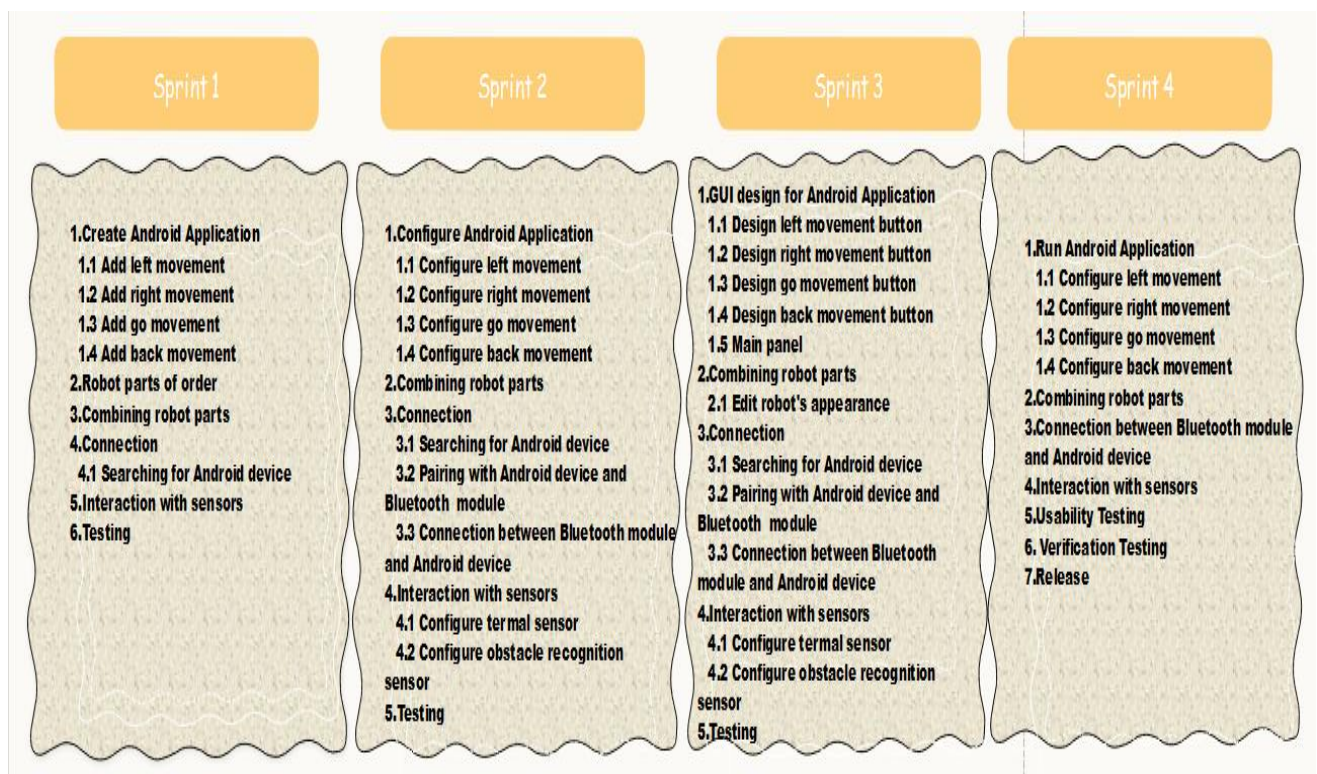 Sprint 1
1.Create Android Application
1.1 Add left movement
1.2 Add right movement
1.3 Add go movement
1.4 Add back movement
2.Robot parts of order
3.Combining robot parts
4.Connection
4.1 Searching for Android device
5.Interaction with sensors
6.Testing
Sprint 2
1.Configure Android Application
1.1 Configure left movement
1.2 Configure right movement
1.3 Configure go movement
1.4 Configure back movement
2.Combining robot parts
3.Connection
3.1 Searching for Android device
3.2 Pairing with Android device and
Bluetooth module
3.3 Connection between Bluetooth module
and Android device
4.Interaction with sensors
4.1 Configure termal sensor
4.2 Configure obstacle recognition
sensor
5.Testing
Sprint 3
1.GUI design for Android Application
1.1 Design left movement button
1.2 Design right movement button
1.3 Design go movement button
1.4 Design back movement button
1.5 Main panel
2.Combining robot parts
2.1 Edit robot's appearance
3.Connection
3.1 Searching for Android device
3.2 Pairing with Android device and
Bluetooth module
3.3 Connection between Bluetooth
module and Android device
4.Interaction with sensors
4.1 Configure termal sensor
4.2 Configure obstacle recognition
sensor
5.Testing
Sprint 4
1.Run Android Application
1.1 Configure left movement
1.2 Configure right movement
1.3 Configure go movement
1.4 Configure back movement
2.Combining robot parts
3.Connection between Bluetooth module
and Android device
4.Interaction with sensors
5.Usability Testing
6. Verification Testing
7.Release